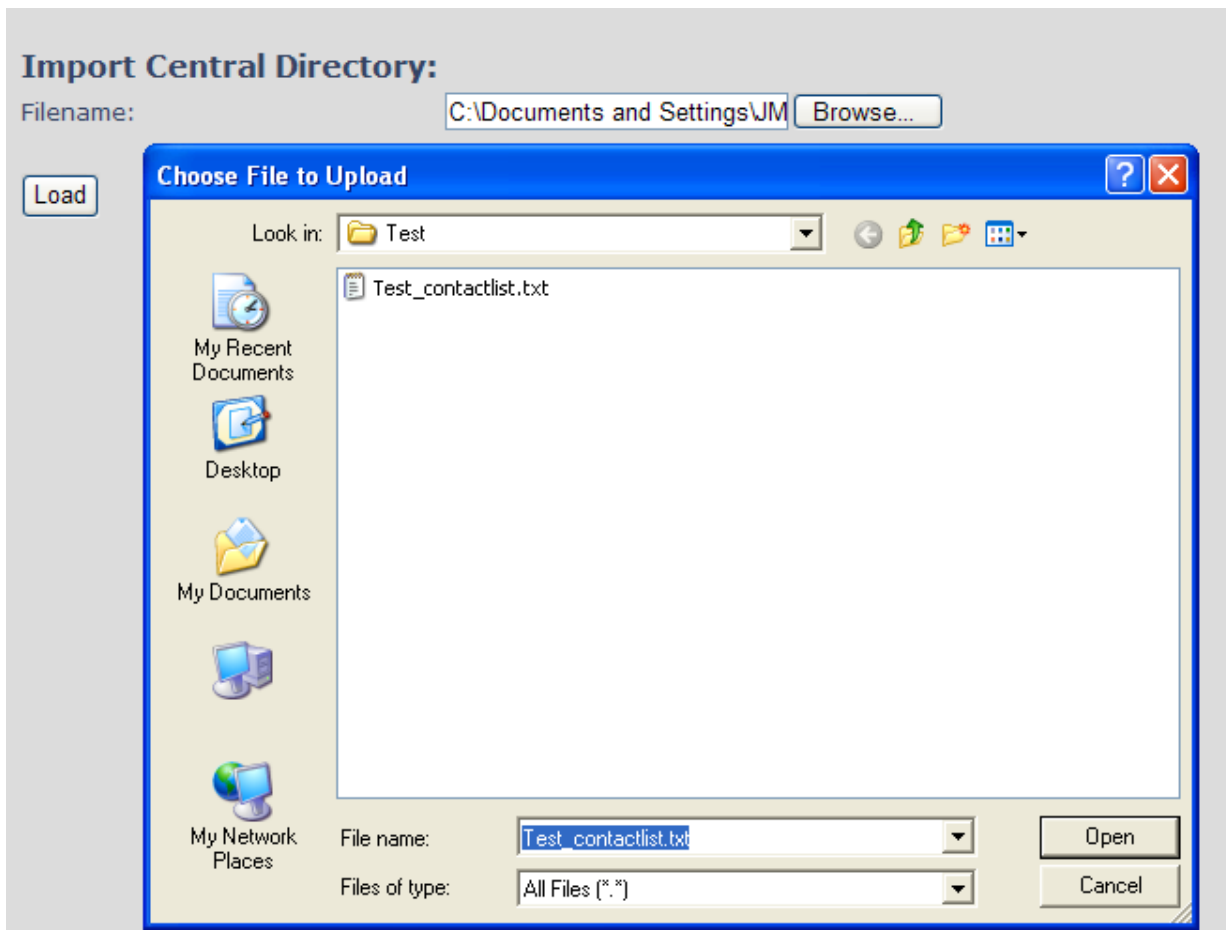 Import Central Directory:
Filename:
C:\Documents and Settings\JM
Browse...
Load
Choose File to Upload
?
Look in:
Test
Test_contactlist.txt
My Recent
Documents
Desktop
My Documents
My Network
Places
File name:
Test_contactlist.txt
Open
Files of type:
All Files (*.*)
Cancel